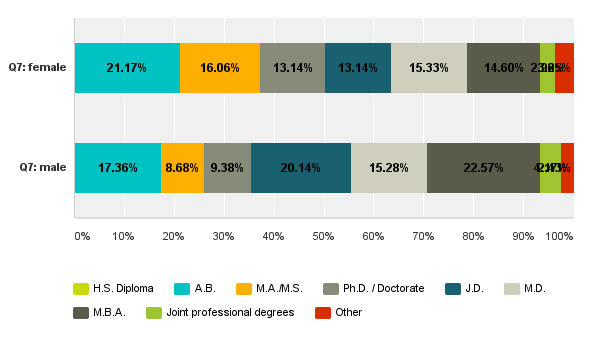 Q7: female
21.17% 16.06% 13.14% 13.14% 15.33% 14.60%
Q7: male
17.36% 8.68% 9.38% 20.14% 15.28% 22.57%
0% 10% 20% 30% 40% 50% 60% 70% 80% 90% 100%
H.S. Diploma A.B. M.A./M.S. Ph.D. / Doctorate J.D. M.D.
M.B.A. Joint professional degrees Other